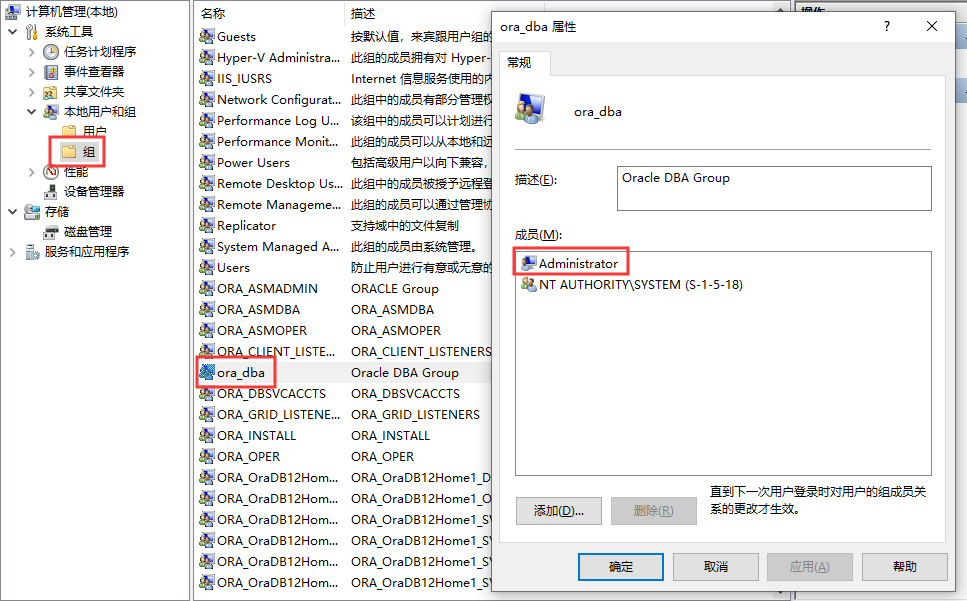 计算机管理(本地)
系统工具
任务计划程序
事件查看器
共享文件夹
本地用户和组
用户
组
性能
设备管理器
存储
磁盘管理
服务和应用程序
名称 描述
Guests 按默认值，来宾跟用户组的
Hyper-V Administra... 此组的成员拥有对 Hyper-
IIS_IUSRS Internet 信息服务使用的内
Network Configurat... 此组中的成员有部分管理权
Performance Log U... 该组中的成员可以计划进行
Performance Monit... 此组的成员可以从本地和远
Power Users 包括高级用户以向下兼容，
Remote Desktop Us... 此组中的成员被授予远程登
Remote Manageme... 此组的成员可以通过管理协
Replicator 支持域中的文件复制
System Managed A... 此组的成员由系统管理。
Users 防止用户进行有意或无意的
ORA_ASMADMIN ORACLE Group
ORA_ASMDBA ORA_ASMDBA
ORA_ASMOPER ORA_ASMOPER
ORA_CLIENT_LISTE... ORA_CLIENT_LISTENERS
ora_dba Oracle DBA Group
ORA_DBSVCACCTS ORA_DBSVCACCTS
ORA_GRID_LISTENE... ORA_GRID_LISTENERS
ORA_INSTALL ORA_INSTALL
ORA_OPER ORA_OPER
ORA_OraDB12Hom... ORA_OraDB12Home1_D
ORA_OraDB12Hom... ORA_OraDB12Home1_O
ORA_OraDB12Hom... ORA_OraDB12Home1_SV
ORA_OraDB12Hom... ORA_OraDB12Home1_SV
ORA_OraDB12Hom... ORA_OraDB12Home1_SV
ORA_OraDB12Hom... ORA_OraDB12Home1_SV
ora_dba 属性
常规
ora_dba
描述(E):
Oracle DBA Group
成员(M):
Administrator
NT AUTHORITY\SYSTEM (S-1-5-18)
添加(D)...
删除(R)
直到下一次用户登录时对用户的组成员关
系的更改才生效。
确定
取消
应用(A)
帮助